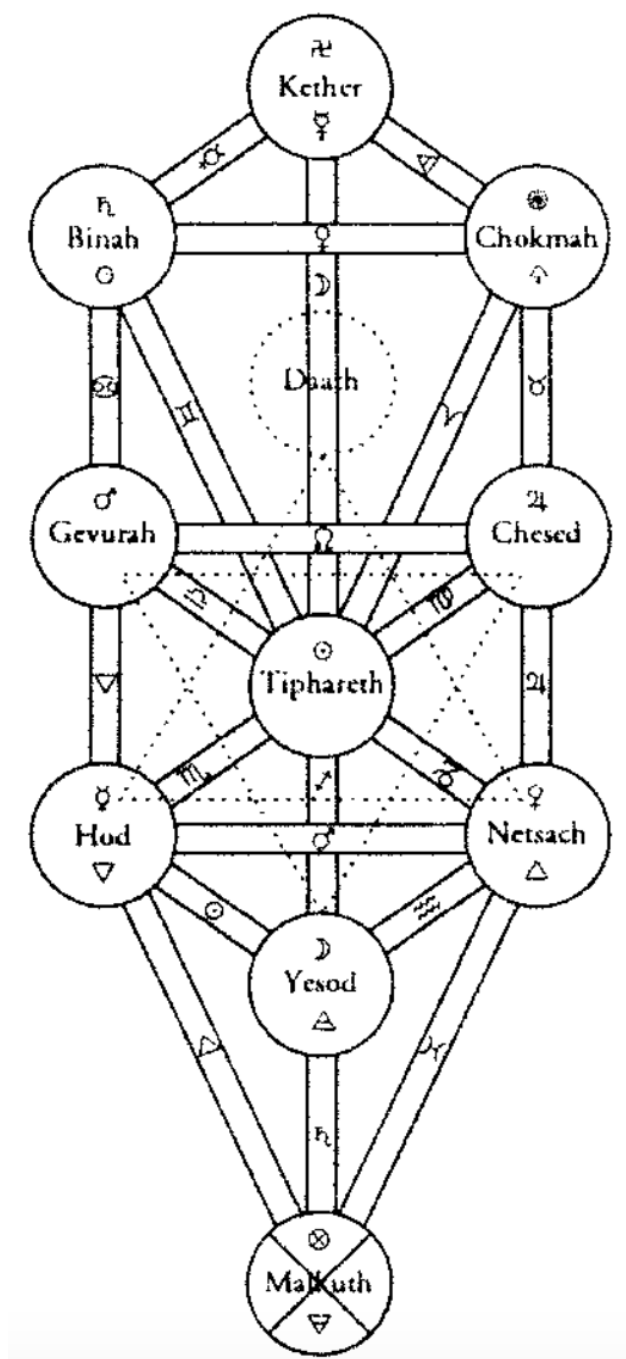 Kether
Binah
Chokmah
Daath
Gevurah
Chesed
Tiphareth
Hod
Netsach
Yesod
Malkuth